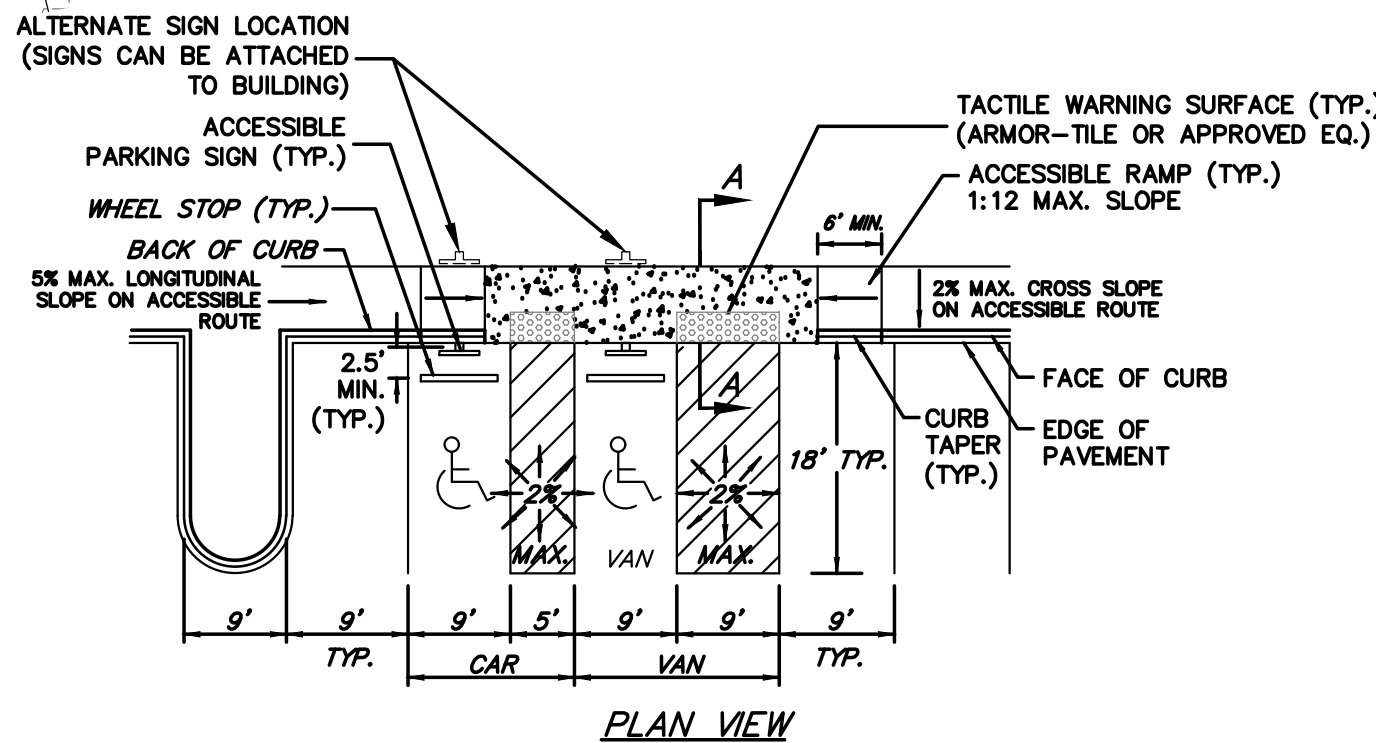 ALTERNATE SIGN LOCATION
(SIGNS CAN BE ATTACHED
TO BUILDING)
ACCESSIBLE
PARKING SIGN (TYP.)
WHEEL STOP (TYP.)
BACK OF CURB
5% MAX. LONGITUDINAL
SLOPE ON ACCESSIBLE
ROUTE
2.5'
MIN.
(TYP.)
A
A
TACTILE WARNING SURFACE (TYP.)
(ARMOR-TILE OR APPROVED EQ.)
ACCESSIBLE RAMP (TYP.)
1:12 MAX. SLOPE
6' MIN.
2% MAX. CROSS SLOPE
ON ACCESSIBLE ROUTE
FACE OF CURB
EDGE OF
PAVEMENT
CURB
TAPER
(TYP.)
18' TYP.
2%
MAX.
VAN
2%
MAX.
9'
9'
TYP.
9'
5'
9'
9'
9'
TYP.
CAR
VAN
PLAN VIEW